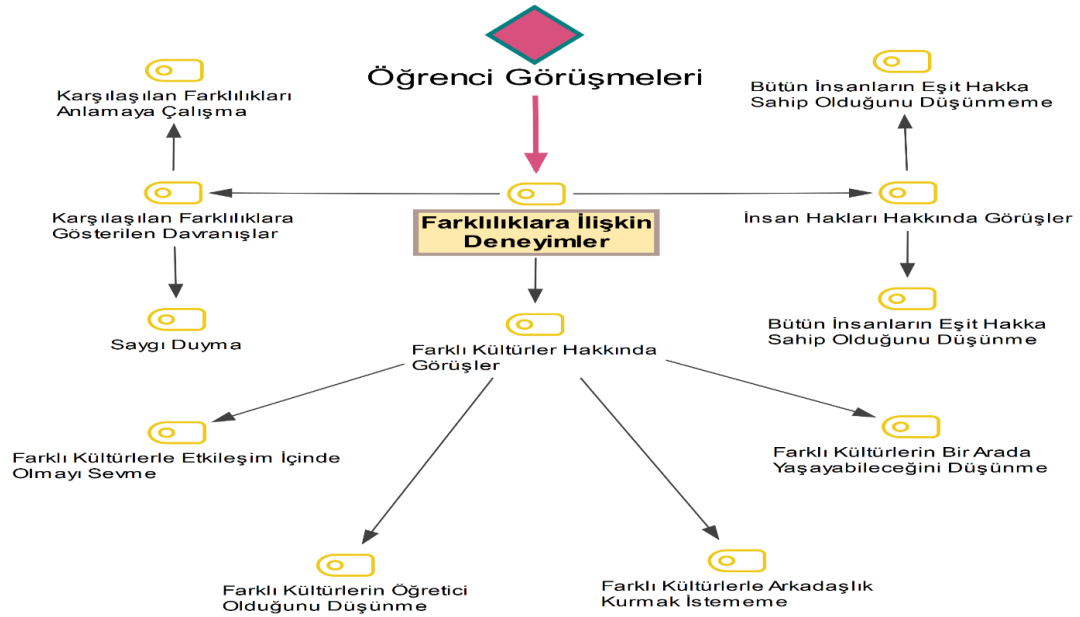 Öğrenci Görüşmeleri
Karşılaşılan Farklılıkları
Anlamaya Çalışma
Bütün İnsanların Eşit Hakka
Sahip Olduğunu Düşünmeme
Karşılaşılan Farklılıklara
Gösterilen Davranışlar
Farklılıklara İlişkin
Deneyimler
İnsan Hakları Hakkında Görüşler
Saygı Duyma
Farklı Kültürler Hakkında
Görüşler
Bütün İnsanların Eşit Hakka
Sahip Olduğunu Düşünme
Farklı Kültürlerle Etkileşim İçinde
Olmayı Sevme
Farklı Kültürlerin Bir Arada
Yaşayabileceğini Düşünme
Farklı Kültürlerin Öğretici
Olduğunu Düşünme
Farklı Kültürlerle Arkadaşlık
Kurmak İstememe